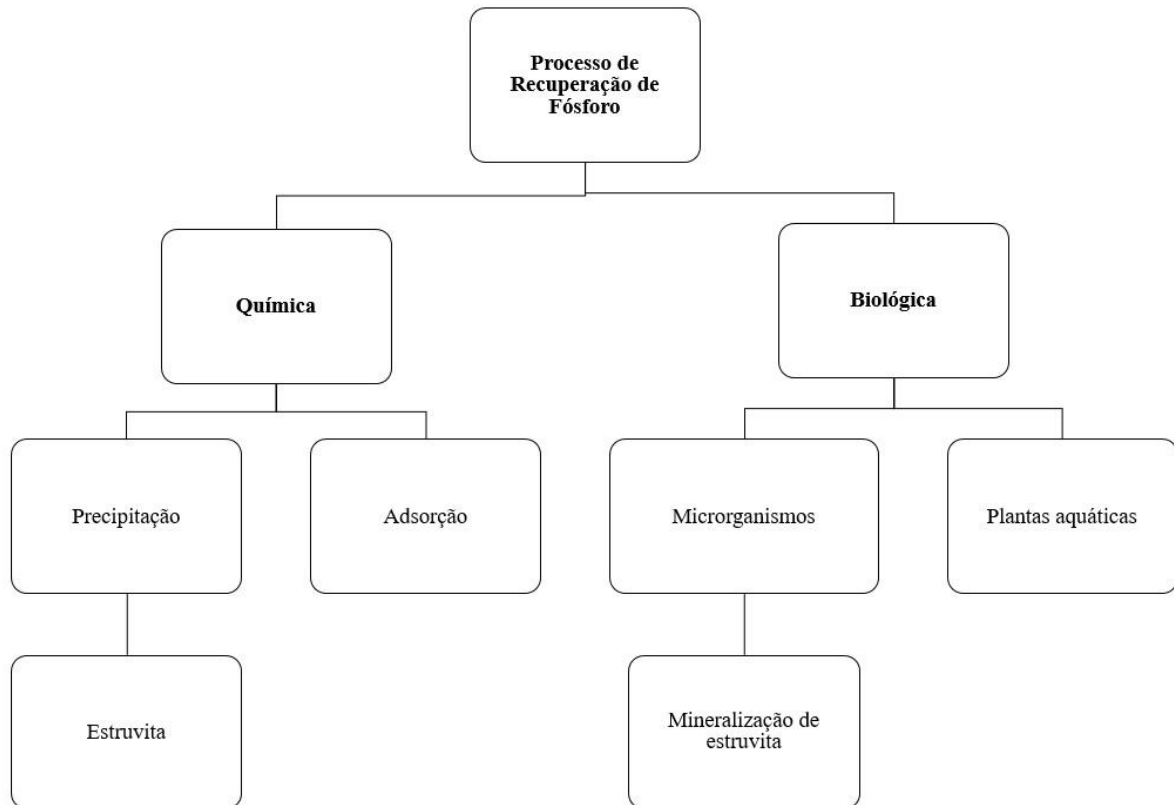 Processo de
Recuperação de
Fósforo
Química
Biológica
Precipitação
Adsorção
Microrganismos
Plantas aquáticas
Estruvita
Mineralização de
estruvita